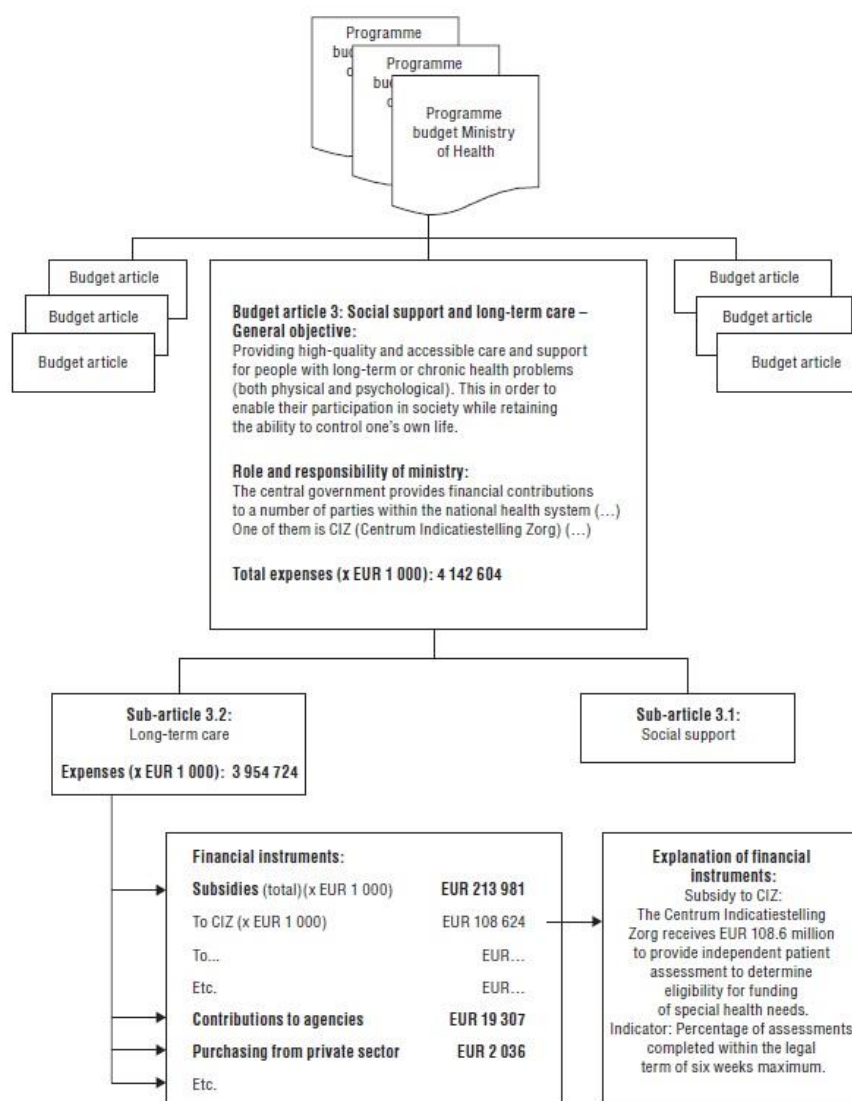 Programme
bud
Programme
bud
Programme
budget Ministry
of Health
Budget article
Budget article
Budget article
Budget article
Budget article
Budget article
Budget article 3: Social support and long-term care –
General objective:
Providing high-quality and accessible care and support
for people with long-term or chronic health problems
(both physical and psychological). This in order to
enable their participation in society while retaining
the ability to control one's own life.
Role and responsibility of ministry:
The central government provides financial contributions
to a number of parties within the national health system (…)
One of them is CIZ (Centrum Indicatiestelling Zorg) (…)
Total expenses (x EUR 1 000): 4 142 604
Sub-article 3.2:
Long-term care
Expenses (x EUR 1 000): 3 954 724
Sub-article 3.1:
Social support
Financial instruments:
Subsidies (total)(x EUR 1 000) EUR 213 981
To CIZ (x EUR 1 000) EUR 108 624
To... EUR...
Etc. EUR...
Contributions to agencies EUR 19 307
Purchasing from private sector EUR 2 036
Etc.
Explanation of financial
instruments:
Subsidy to CIZ:
The Centrum Indicatiestelling
Zorg receives EUR 108.6 million
to provide independent patient
assessment to determine
eligibility for funding
of special health needs.
Indicator: Percentage of assessments
completed within the legal
term of six weeks maximum.